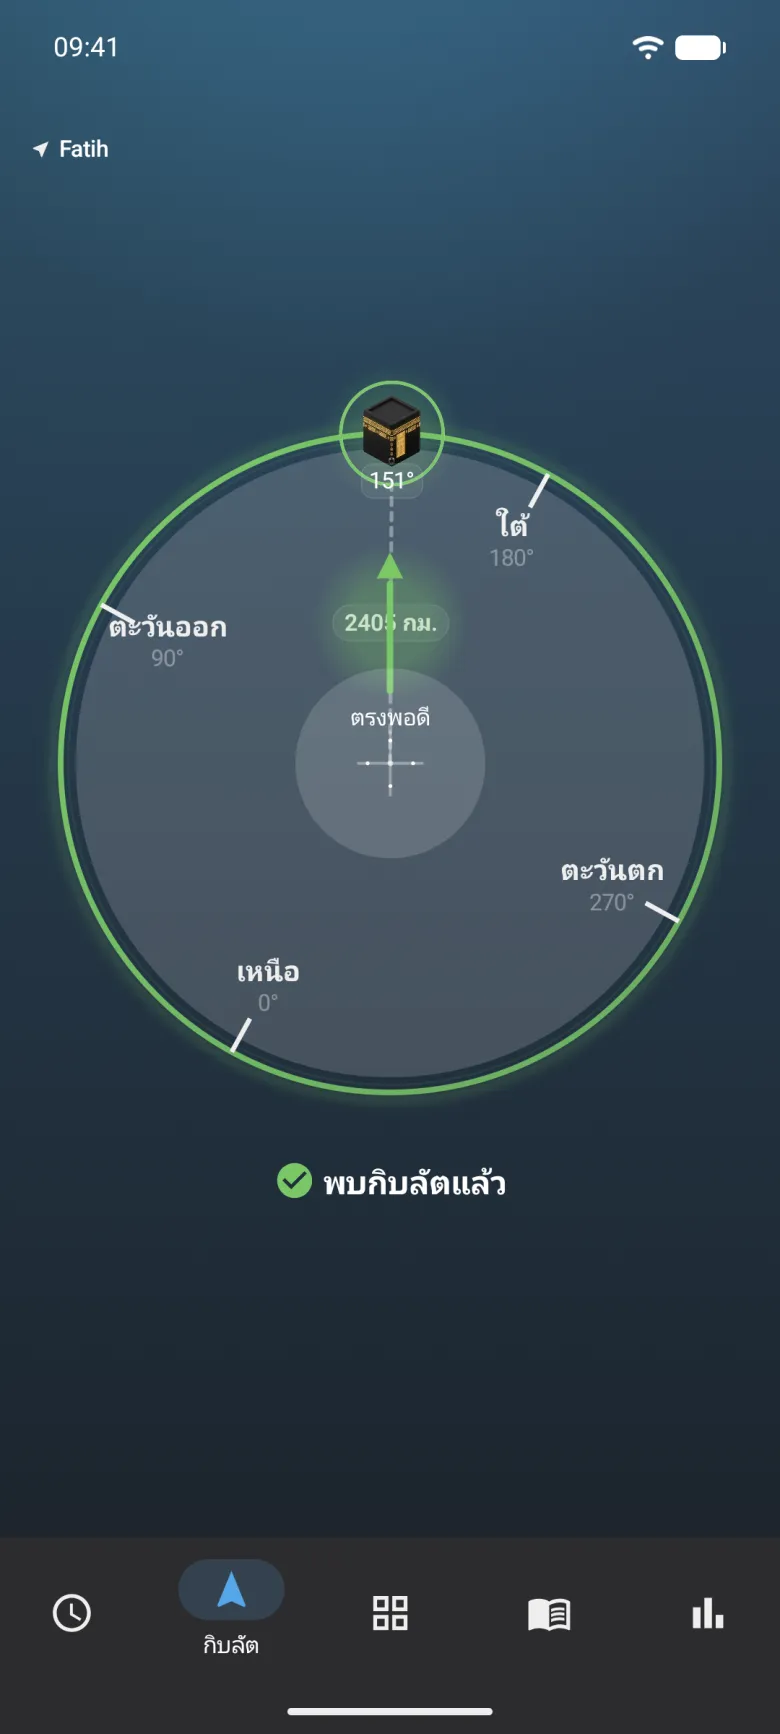 09:41
Fatih
151°
ใต้
180°
2405 กม.
ตะวันออก
90°
ตรงพอดี
ตะวันตก
270°
เหนือ
0°
พบกิบลัตแล้ว
กิบลัต